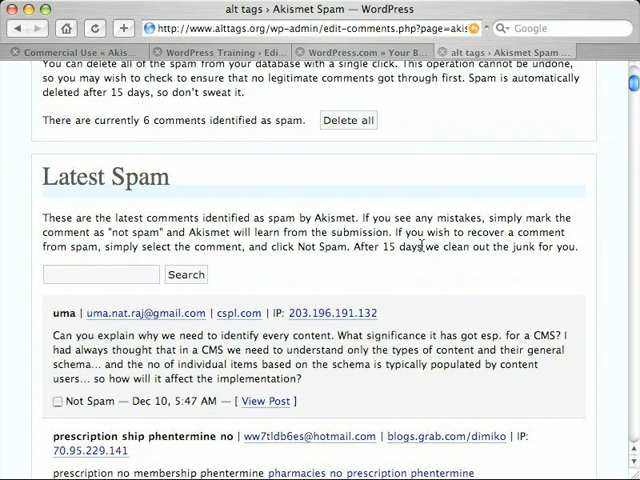 alt tags › Akismet Spam — WordPress
http://www.alttags.org/wp-admin/edit-comments.php?page=akis
Google
Commercial Use « Akis...
WordPress Training › Edi...
WordPress.com » Your B...
alt tags › Akismet Spam ...
You can delete all of the spam from your database with a single click. This operation cannot be undone,
so you may wish to check to ensure that no legitimate comments got through first. Spam is automatically
deleted after 15 days, so don't sweat it.
There are currently 6 comments identified as spam. Delete all
Latest Spam
These are the latest comments identified as spam by Akismet. If you see any mistakes, simply mark the
comment as "not spam" and Akismet will learn from the submission. If you wish to recover a comment
from spam, simply select the comment, and click Not Spam. After 15 days we clean out the junk for you.
Search
uma | uma.nat.raj@gmail.com | cspl.com | IP: 203.196.191.132
Can you explain why we need to identify every content. What significance it has got esp. for a CMS? I
had always thought that in a CMS we need to understand only the types of content and their general
schema... and the no of individual items based on the schema is typically populated by content
users... so how will it affect the implementation?
Not Spam — Dec 10, 5:47 AM — [ View Post ]
prescription ship phentermine no | ww7tldb6es@hotmail.com | blogs.grab.com/dimiko | IP:
70.95.229.141
prescription no membership phentermine pharmacies no prescription phentermine